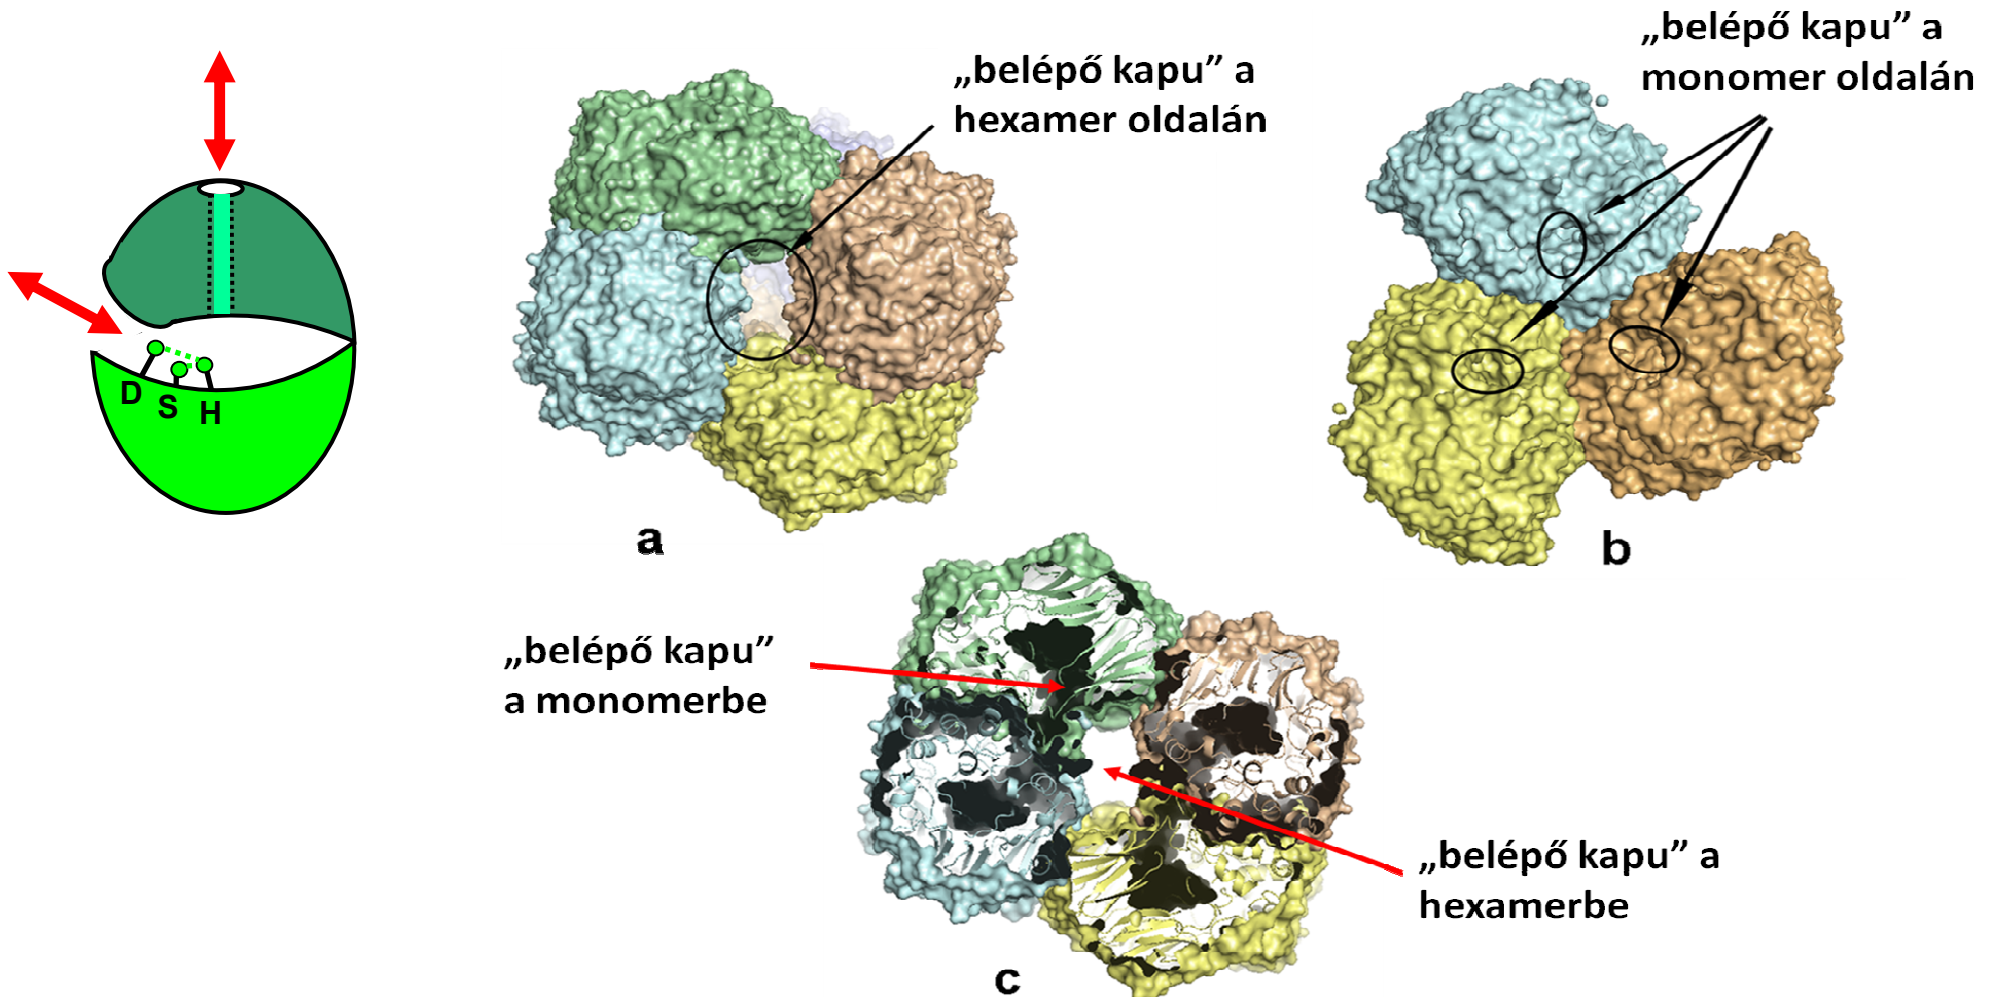 „belépő kapu” a
hexamer oldalán
„belépő kapu” a
monomer oldalán
D
S
H
a
b
„belépő kapu”
a monomerbe
„belépő kapu” a
hexamerbe
c